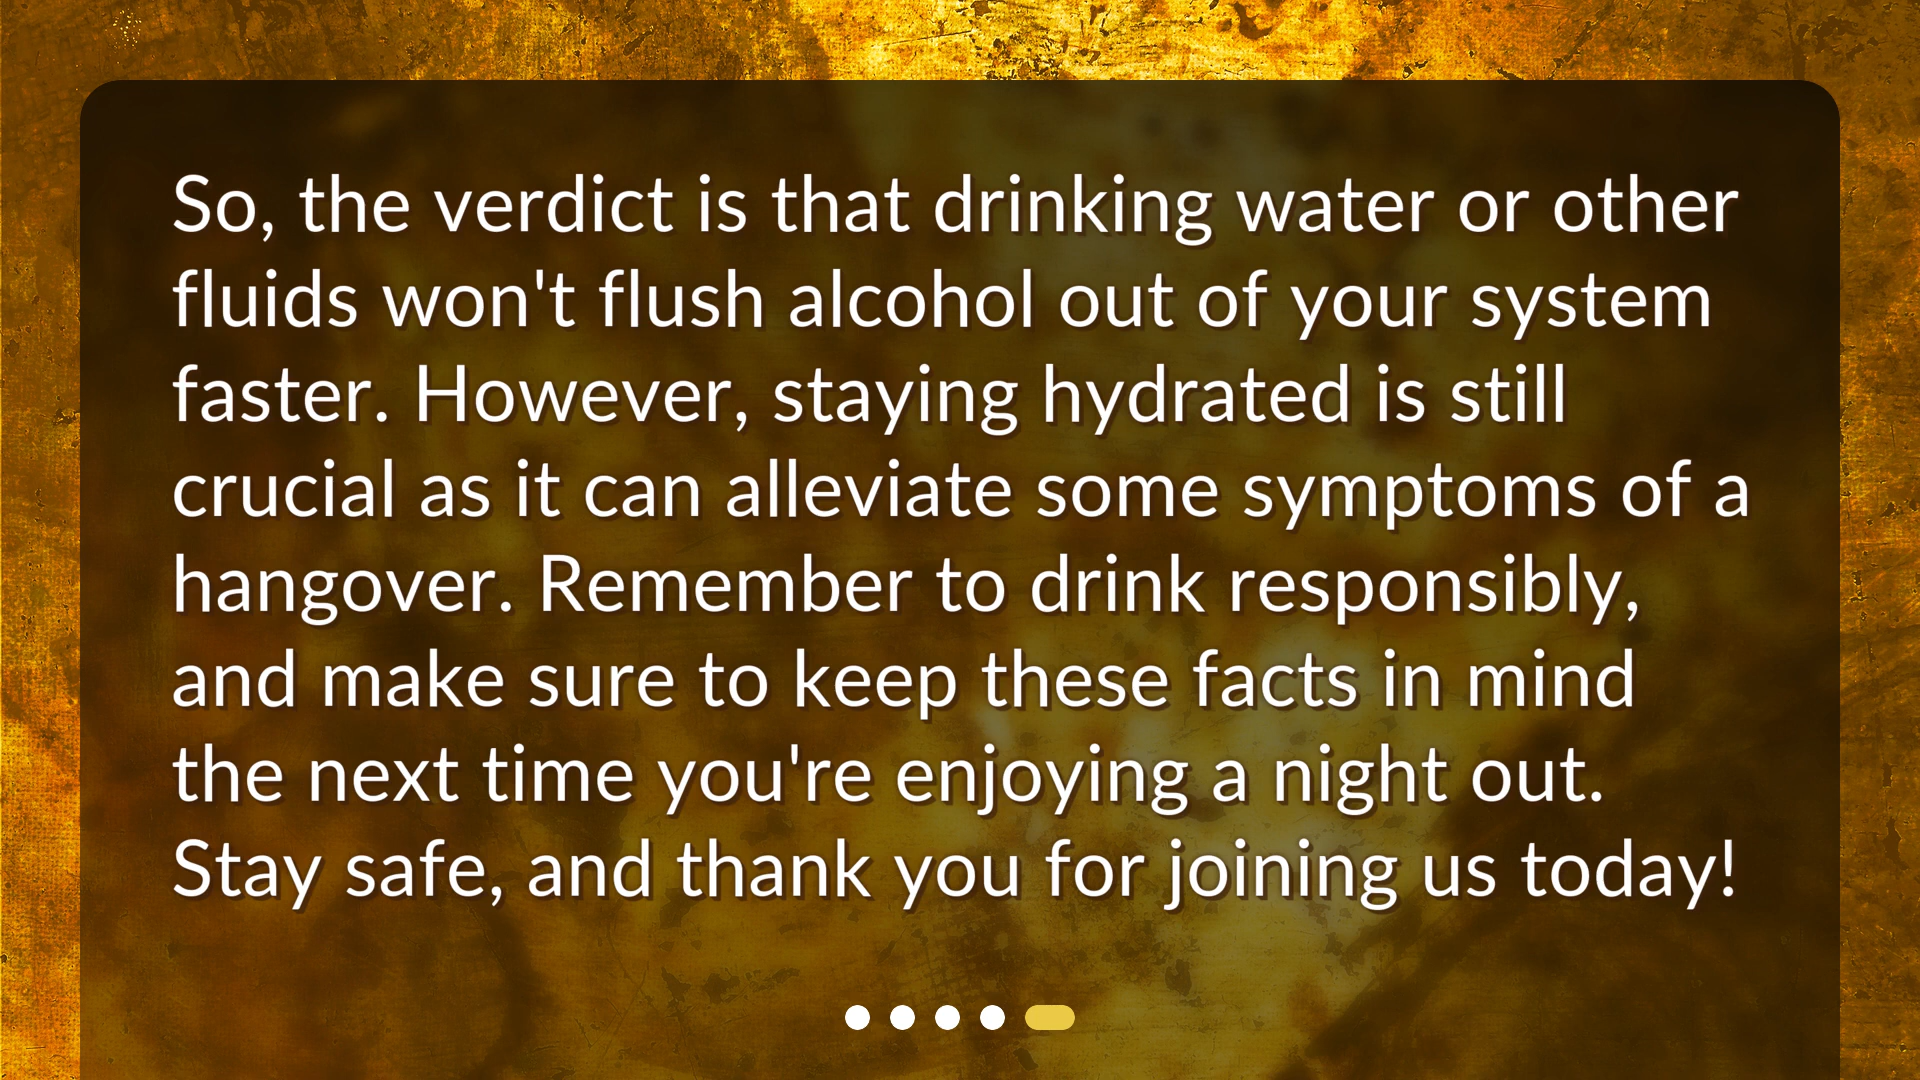 So, the verdict is that drinking water or other
fluids won't flush alcohol out of your system
faster. However, staying hydrated is still
crucial as it can alleviate some symptoms of a
hangover. Remember to drink responsibly,
and make sure to keep these facts in mind
the next time you're enjoying a night out.
Stay safe, and thank you for joining us today!